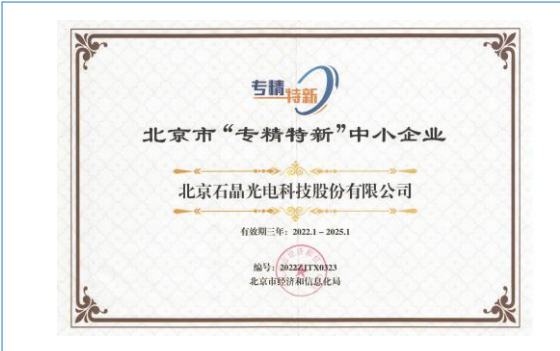 专精
特新
北京市“专精特新”中小企业
北京石晶光电科技股份有限公司
有效期三年：2022.1－2025.1
编号：2022ZJTX0323
北京市经济和信息化局